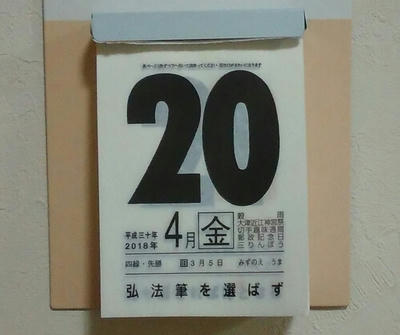 20
平成三十年
2018年
4月
金
穀雨
大津近江神宮祭
切手趣味週間
郵政記念日
三りんぼう
四緑・先勝
旧3月5日
みずのえ うま
弘法筆を選ばず